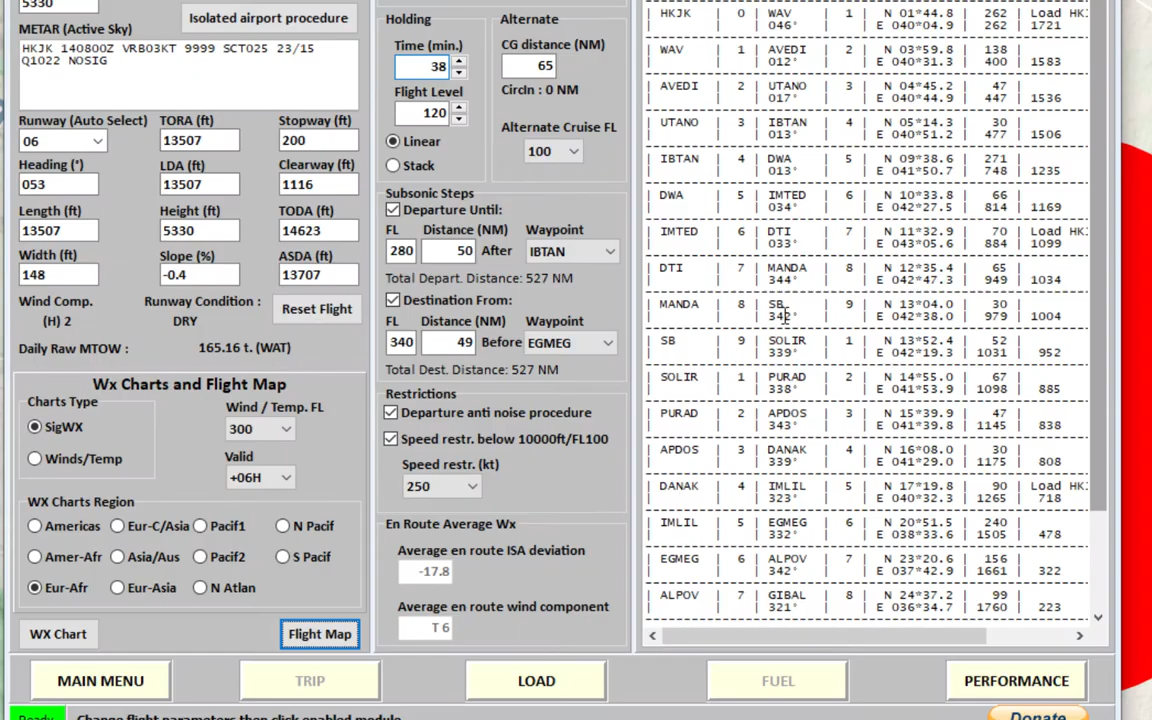 5330
Isolated airport procedure
METAR (Active Sky)
HKJK 140800Z VRB03KT 9999 SCT025 23/15
Q1022 NOSIG
Runway (Auto Select)
TORA (ft)
Stopway (ft)
06
13507
200
Heading (°)
LDA (ft)
Clearway (ft)
053
13507
1116
Length (ft)
Height (ft)
TODA (ft)
13507
5330
14623
Width (ft)
Slope (%)
ASDA (ft)
148
-0.4
13707
Wind Comp.
Runway Condition :
Reset Flight
(H) 2
DRY
Daily Raw MTOW :
165.16 t. (WAT)
Wx Charts and Flight Map
Charts Type
Wind / Temp. FL
SigWX
300
Valid
Winds/Temp
+06H
WX Charts Region
Americas
Eur-C/Asia
Pacif1
N Pacif
Amer-Afr
Asia/Aus
Pacif2
S Pacif
Eur-Afr
Eur-Asia
N Atlan
WX Chart
Flight Map
Holding
Time (min.)
38
Flight Level
120
Linear
Stack
Alternate
CG distance (NM)
65
CircIn : 0 NM
Alternate Cruise FL
100
Subsonic Steps
Departure Until:
FL
Distance (NM)
Waypoint
280
50
After
IBTAN
Total Depart. Distance: 527 NM
Destination From:
FL
Distance (NM)
Waypoint
340
49
Before
EGMEG
Total Dest. Distance: 527 NM
Restrictions
Departure anti noise procedure
Speed restr. below 10000ft/FL100
Speed restr. (kt)
250
En Route Average Wx
Average en route ISA deviation
-17.8
Average en route wind component
T 6
| HKJK 0 | WAV 1 | N 01*44.8 | 262 | Load HK
| | 046° | E 040*04.9 | 262 | 1721
| WAV 1 | AVEDI 2 | N 03*59.8 | 138 |
| | 012° | E 040*31.3 | 400 | 1583
| AVEDI 2 | UTANO 3 | N 04*45.2 | 47 |
| | 017° | E 040*44.9 | 447 | 1536
| UTANO 3 | IBTAN 4 | N 05*14.3 | 30 |
| | 013° | E 040*51.2 | 477 | 1506
| IBTAN 4 | DWA 5 | N 09*38.6 | 271 |
| | 013° | E 041*50.7 | 748 | 1235
| DWA 5 | IMTED 6 | N 10*33.8 | 66 |
| | 034° | E 042*27.5 | 814 | 1169
| IMTED 6 | DTI 7 | N 11*32.9 | 70 | Load HK
| | 033° | E 043*05.6 | 884 | 1099
| DTI 7 | MANDA 8 | N 12*35.4 | 65 |
| | 344° | E 042*47.3 | 949 | 1034
| MANDA 8 | SB 9 | N 13*04.0 | 30 |
| | 342° | E 042*38.0 | 979 | 1004
| SB 9 | SOLIR 1 | N 13*52.4 | 52 |
| | 339° | E 042*19.3 | 1031 | 952
| SOLIR 1 | PURAD 2 | N 14*55.0 | 67 |
| | 338° | E 041*53.9 | 1098 | 885
| PURAD 2 | APDOS 3 | N 15*39.9 | 47 |
| | 343° | E 041*39.8 | 1145 | 838
| APDOS 3 | DANAK 4 | N 16*08.0 | 30 |
| | 339° | E 041*29.0 | 1175 | 808
| DANAK 4 | IMLIL 5 | N 17*19.8 | 90 | Load HK
| | 323° | E 040*32.3 | 1265 | 718
| IMLIL 5 | EGMEG 6 | N 20*51.5 | 240 |
| | 332° | E 038*33.6 | 1505 | 478
| EGMEG 6 | ALPOV 7 | N 23*20.6 | 156 |
| | 342° | E 037*42.9 | 1661 | 322
| ALPOV 7 | GIBAL 8 | N 24*37.2 | 99 |
| | 321° | E 036*34.7 | 1760 | 223
MAIN MENU
TRIP
LOAD
FUEL
PERFORMANCE
Ready
Change flight parameters then click enabled module
Donate